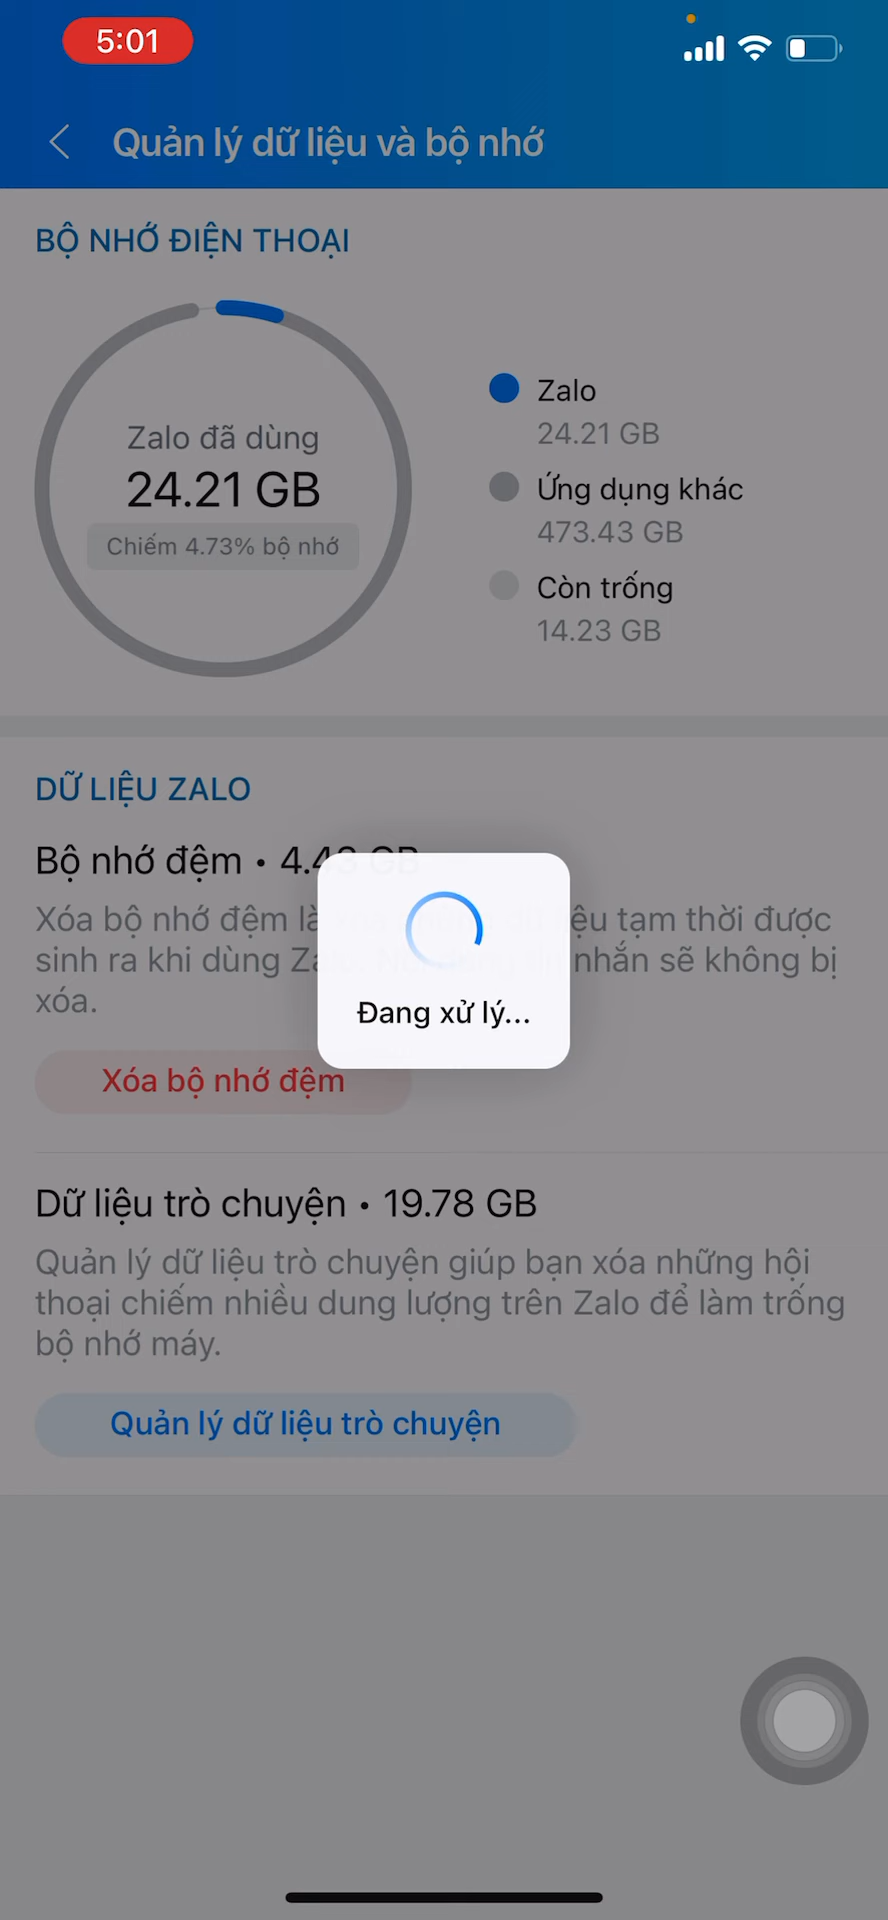 5:01
Quản lý dữ liệu và bộ nhớ
BỘ NHỚ ĐIỆN THOẠI
Zalo đã dùng
24.21 GB
Chiếm 4.73% bộ nhớ
Zalo
24.21 GB
Ứng dụng khác
473.43 GB
Còn trống
14.23 GB
DỮ LIỆU ZALO
Bộ nhớ đệm • 4.43 GB
Xóa bộ nhớ đệm là liệu tạm thời được
sinh ra khi dùng nhắn sẽ không bị
xóa.
Đang xử lý...
Xóa bộ nhớ đệm
Dữ liệu trò chuyện • 19.78 GB
Quản lý dữ liệu trò chuyện giúp bạn xóa những hội
thoại chiếm nhiều dung lượng trên Zalo để làm trống
bộ nhớ máy.
Quản lý dữ liệu trò chuyện